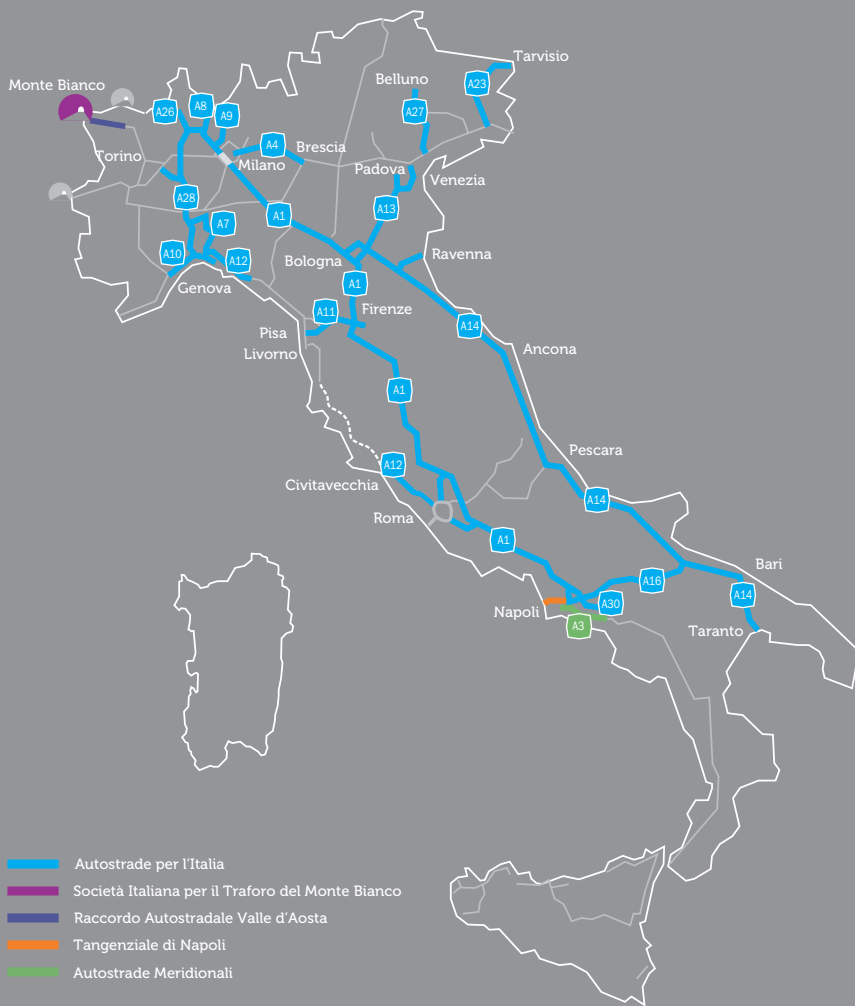 Tarvisio
Belluno
A23
Monte Bianco
A26
A8
A9
A27
A4
Brescia
Torino
Milano
Padova
Venezia
A28
A7
A1
A13
A10
A12
Bologna
Ravenna
Genova
A1
A11
Firenze
Pisa
Livorno
A14
Ancona
A1
Pescara
A12
Civitavecchia
A14
Roma
A1
Bari
A16
A14
Napoli
A30
A3
Taranto
Autostrade per l'Italia
Società Italiana per il Traforo del Monte Bianco
Raccordo Autostradale Valle d'Aosta
Tangenziale di Napoli
Autostrade Meridionali